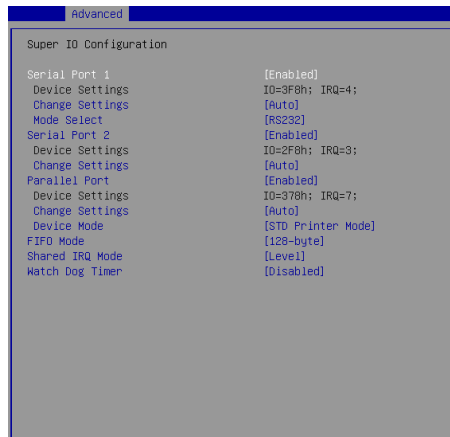 Advanced
Super IO Configuration
Serial Port 1 [Enabled]
Device Settings IO=3F8h; IRQ=4;
Change Settings [Auto]
Mode Select [RS232]
Serial Port 2 [Enabled]
Device Settings IO=2F8h; IRQ=3;
Change Settings [Auto]
Parallel Port [Enabled]
Device Settings IO=378h; IRQ=7;
Change Settings [Auto]
Device Mode [STD Printer Mode]
FIFO Mode [128-byte]
Shared IRQ Mode [Level]
Watch Dog Timer [Disabled]